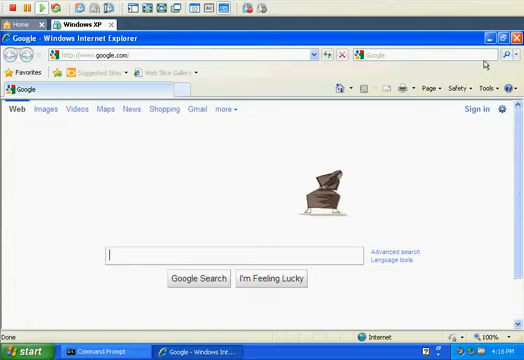 Home
Windows XP
Google - Windows Internet Explorer
http://www.google.com/
Google
Favorites
Suggested Sites
Web Slice Gallery
Google
Page
Safety
Tools
Web
Images
Videos
Maps
News
Shopping
Gmail
more
Sign in
Advanced search
Language tools
Google Search
I'm Feeling Lucky
Done
Internet
100%
start
Command Prompt
Google - Windows Int...
4:18 PM